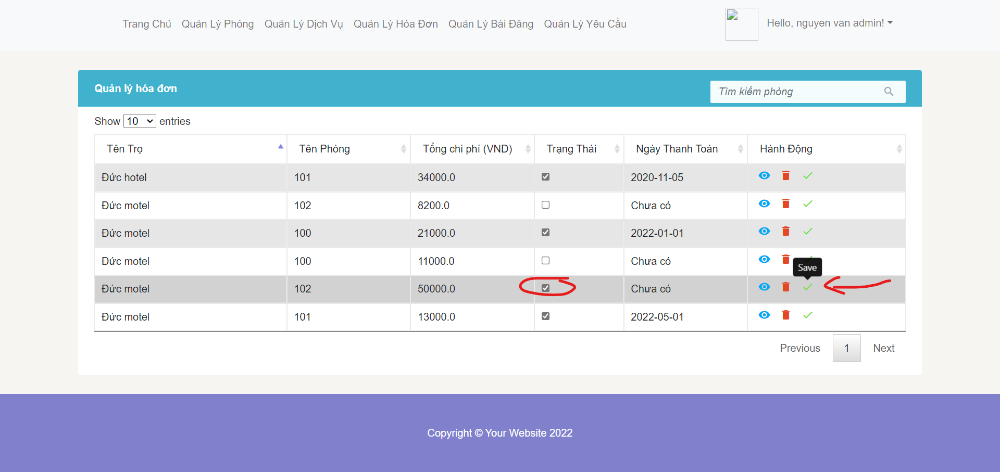 Trang Chủ Quản Lý Phòng Quản Lý Dịch Vụ Quản Lý Hóa Đơn Quản Lý Bài Đăng Quản Lý Yêu Cầu Hello, nguyen van admin!
Quản lý hóa đơn Tìm kiếm phòng
Show 10 entries
Tên Trọ Tên Phòng Tổng chi phí (VND) Trạng Thái Ngày Thanh Toán Hành Động
Đức hotel 101 34000.0 2020-11-05
Đức motel 102 8200.0 Chưa có
Đức motel 100 21000.0 2022-01-01
Đức motel 100 11000.0 Chưa có
Save
Đức motel 102 50000.0 Chưa có
Đức motel 101 13000.0 2022-05-01
Previous 1 Next
Copyright © Your Website 2022